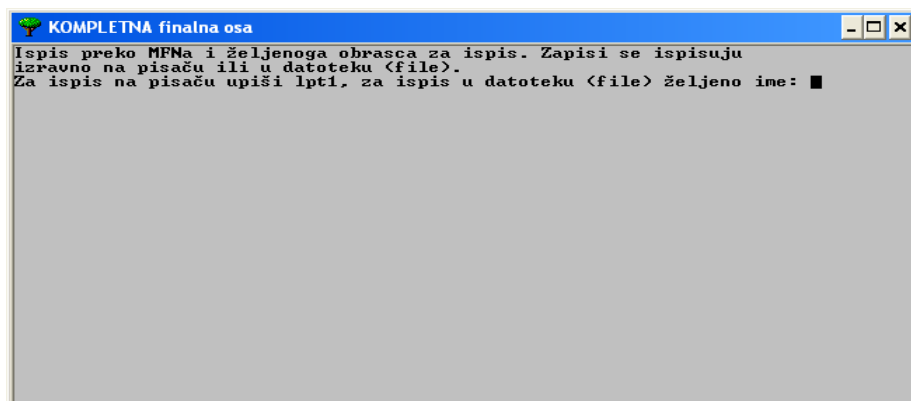 KOMPLETNA finalna osa
Ispis preko MFNa i željenoga obrasca za ispis. Zapisi se ispisuju
izravno na pisaču ili u datoteku (file).
Za ispis na pisaču upiši lpt1, za ispis u datoteku (file) željeno ime: